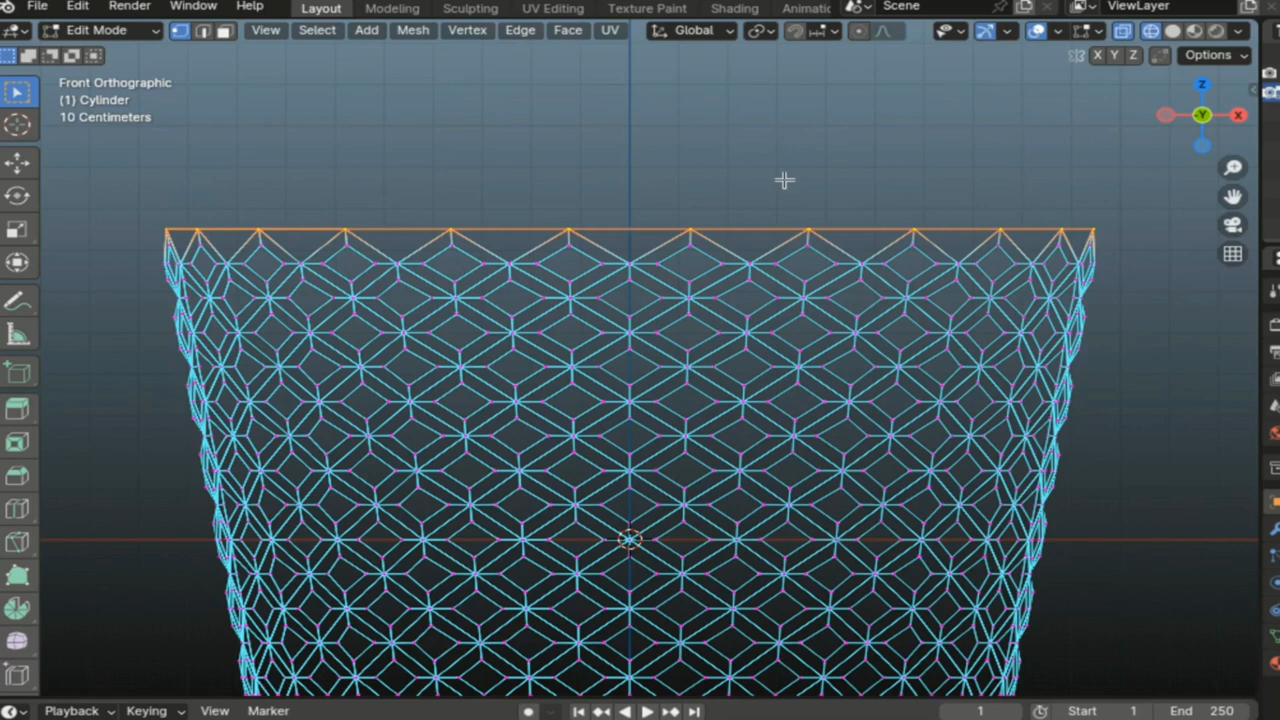 File Edit Render Window Help Layout Modeling Sculpting UV Editing Texture Paint Shading Animati Scene ViewLayer
Edit Mode View Select Add Mesh Vertex Edge Face UV Global
X Y Z Options
Front Orthographic
(1) Cylinder
10 Centimeters
Z
-Y X
Playback Keying View Marker 1 Start 1 End 250